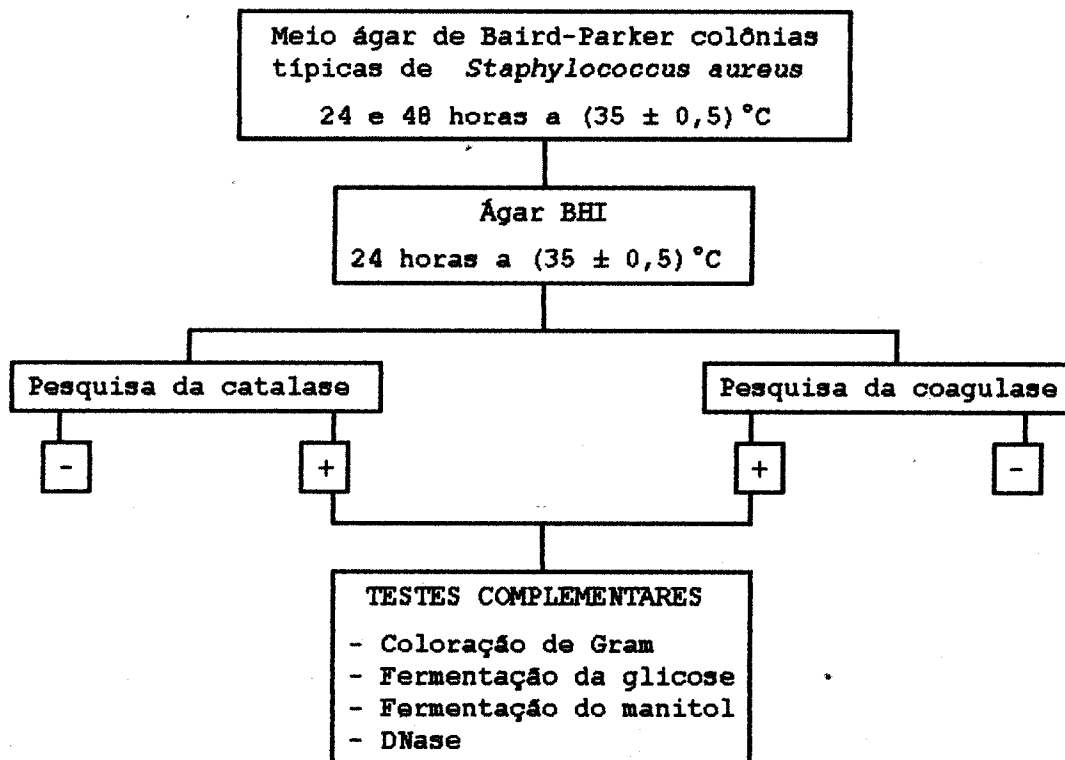 Meio ágar de Baird-Parker colônias
típicas de Staphylococcus aureus
24 e 48 horas a (35 ± 0,5)°C
Ágar BHI
24 horas a (35 ± 0,5)°C
Pesquisa da catalase
Pesquisa da coagulase
-
+
+
-
TESTES COMPLEMENTARES
- Coloração de Gram
- Fermentação da glicose
- Fermentação do manitol
- DNase